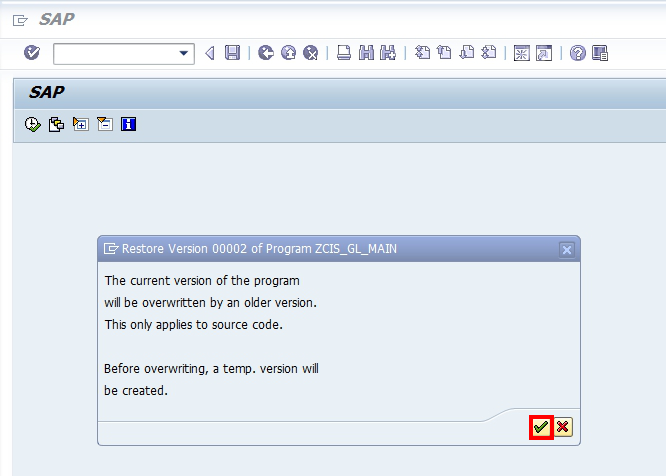 SAP
SAP
Restore Version 00002 of Program ZCIS_GL_MAIN
The current version of the program
will be overwritten by an older version.
This only applies to source code.
Before overwriting, a temp. version will
be created.